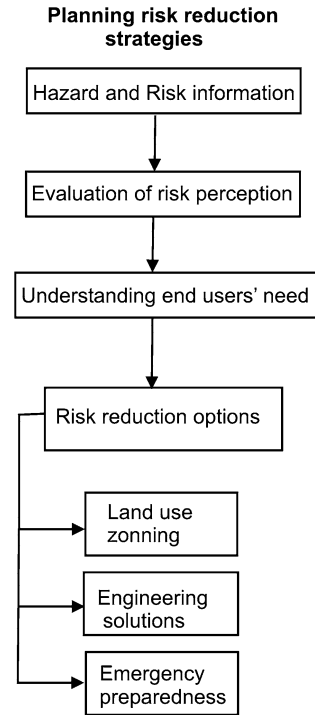 Planning risk reduction
strategies
Hazard and Risk information
Evaluation of risk perception
Understanding end users' need
Risk reduction options
Land use
zonning
Engineering
solutions
Emergency
preparedness